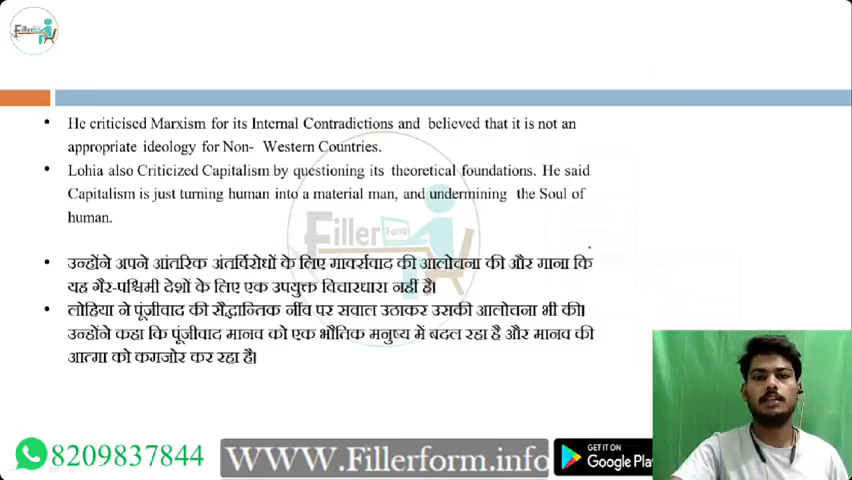 Filler
He criticised Marxism for its Internal Contradictions and believed that it is not an
appropriate ideology for Non- Western Countries.
Lohia also Criticized Capitalism by questioning its theoretical foundations. He said
Capitalism is just turning human into a material man, and undermining the Soul of
human.
Filler Form
उन्होंने अपने आंतरिक अंतर्विरोधों के लिए मार्क्सवाद की आलोचना की और माना कि
यह गैर-पश्चिमी देशों के लिए एक उपयुक्त विचारधारा नहीं है।
लोहिया ने पूंजीवाद की सैद्धान्तिक नींव पर सवाल उठाकर उसकी आलोचना भी की।
उन्होंने कहा कि पूंजीवाद मानव को एक भौतिक मनुष्य में बदल रहा है और मानव की
आत्मा को कमजोर कर रहा है।
8209837844
WWW.Fillerform.info
GET IT ON
Google Pla